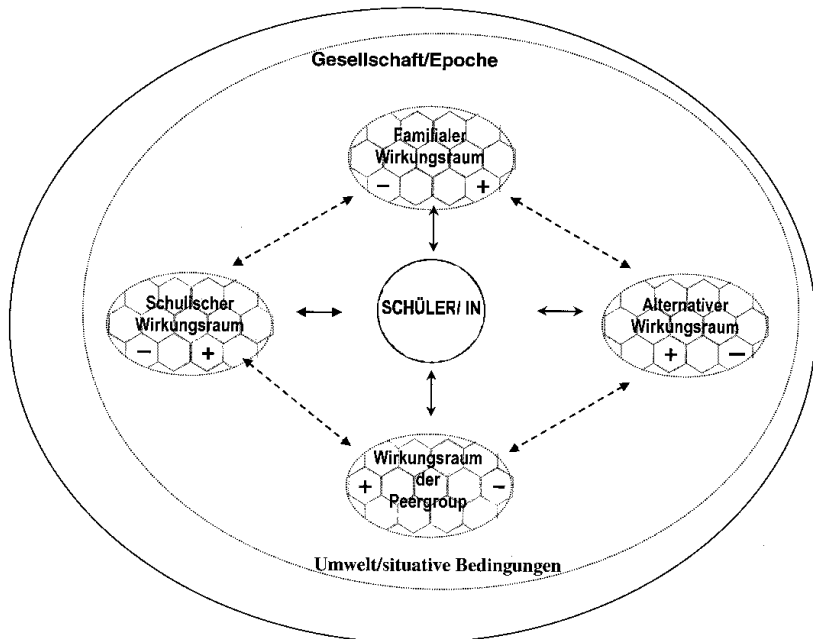 Gesellschaft/Epoche
Familialer
Wirkungsraum
− +
Schulischer
Wirkungsraum
− +
SCHÜLER/ IN
Alternativer
Wirkungsraum
+ −
Wirkungsraum
der
+ −
Peergroup
Umwelt/situative Bedingungen